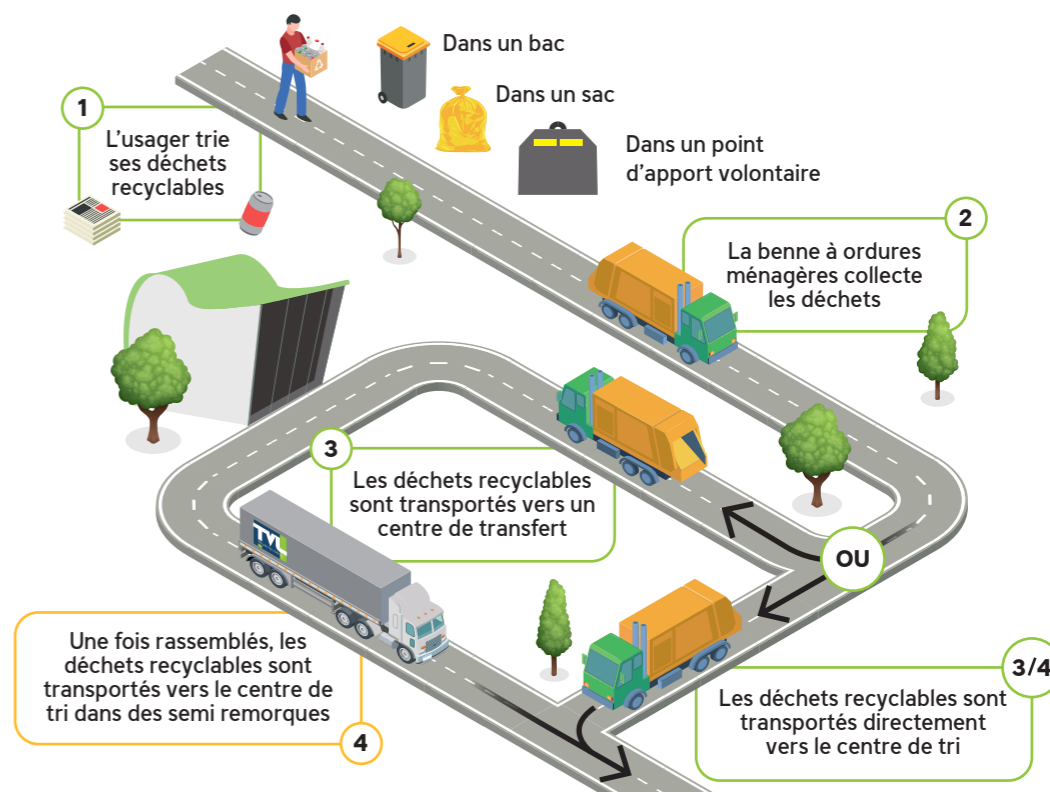 Dans un bac
Dans un sac
Dans un point
d'apport volontaire
1
L'usager trie
ses déchets
recyclables
2
La benne à ordures
ménagères collecte
les déchets
3
Les déchets recyclables
sont transportés vers un
centre de transfert
OU
TVL
Une fois rassemblés, les
déchets recyclables sont
transportés vers le centre de
tri dans des semi remorques
4
3/4
Les déchets recyclables sont
transportés directement
vers le centre de tri